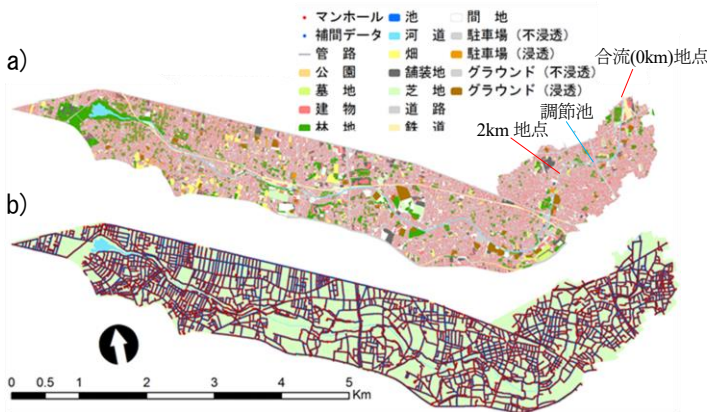 マンホール 池 間 地
補間データ 河 道 駐車場（不浸透）
管 路 畑 駐車場（浸透）
公 園 舗装地 グラウンド（不浸透）
墓 地 芝 地 グラウンド（浸透）
建 物 道 路
林 地 鉄 道
a)
合流(0km)地点
調節池
2km 地点
b)
0 0.5 1 2 3 4 5
Km